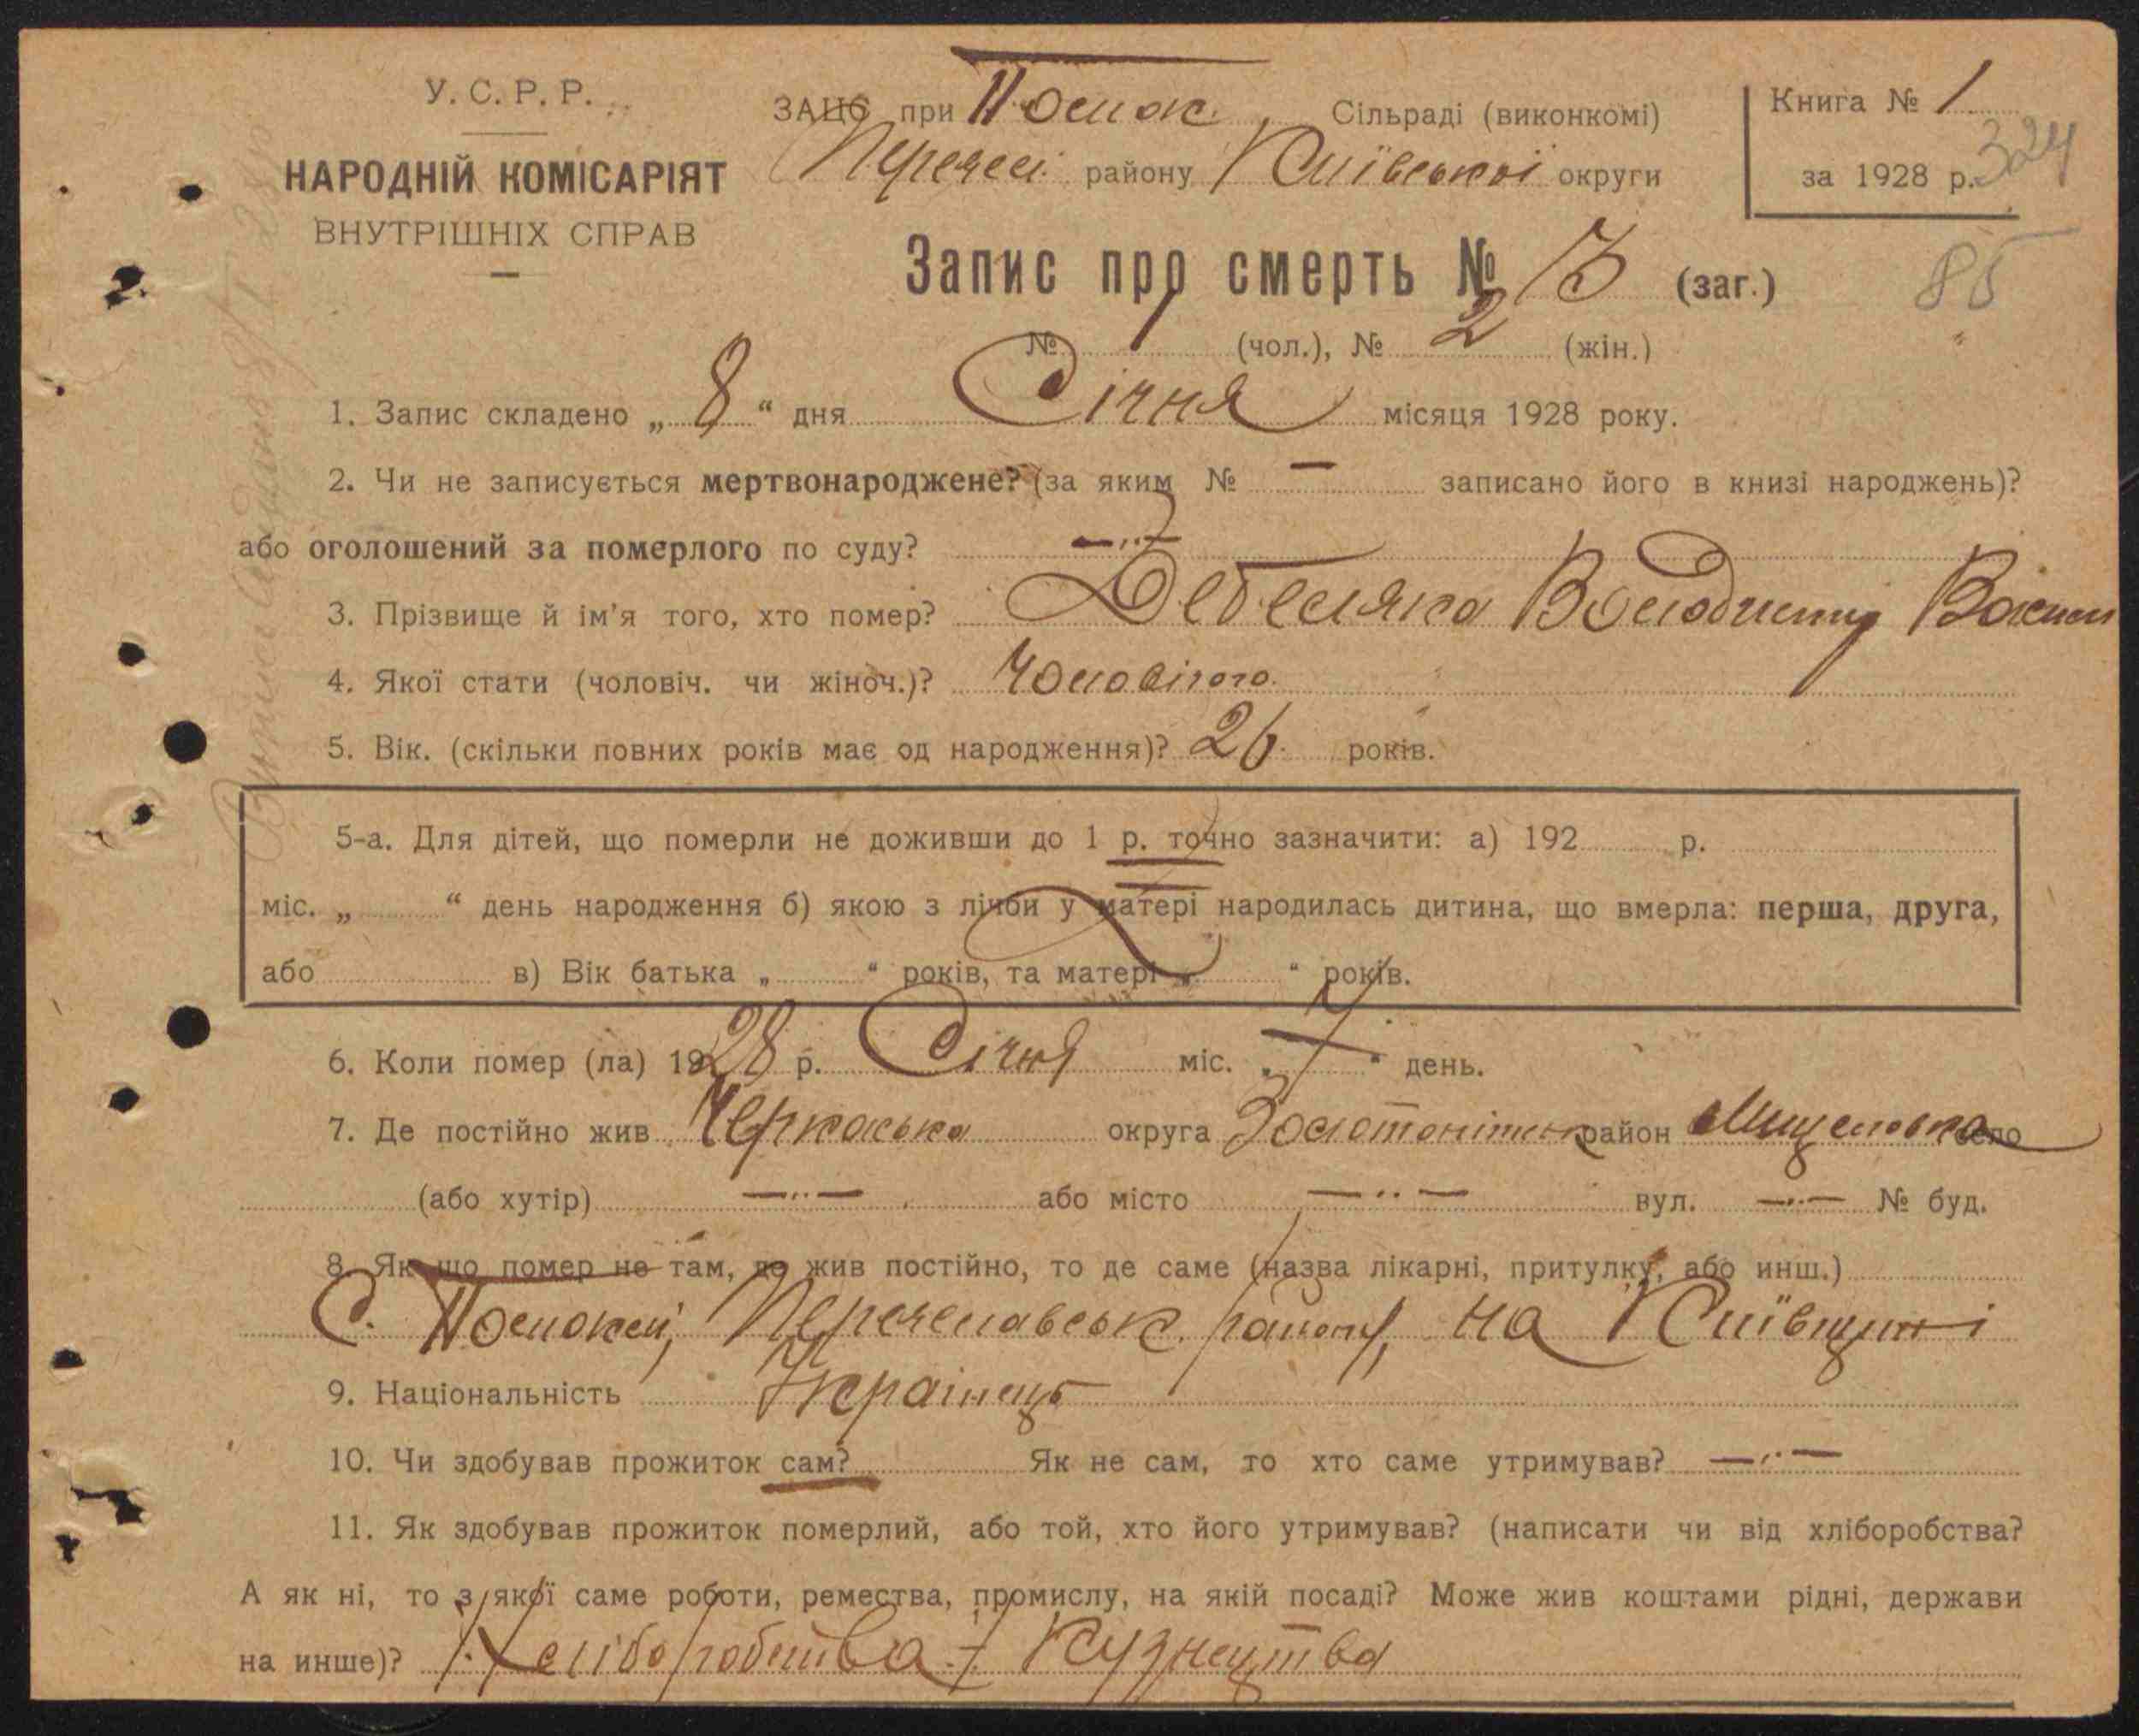 У. С. Р. Р.
НАРОДНІЙ КОМІСАРІЯТ
ВНУТРІШНІХ СПРАВ
ЗАЦС при Помок. Сільраді (виконкомі)
Переясл. району Київської округи
Книга № 1
за 1928 р. 324
85
Запис про смерть № 3 (заг.)
№ 1 (чол.), № 2 (жін.)
1. Запис складено „ 8 “ дня Січня місяця 1928 року.
2. Чи не записується мертвонароджене? (за яким № — записано його в книзі народжень)?
або оголошений за померлого по суду? —··—
3. Прізвище й ім'я того, хто помер? Володимир
4. Якої стати (чоловіч. чи жіноч.)? Чоловічого.
5. Вік. (скільки повних років має од народження)? 26 років.
5-а. Для дітей, що померли не доживши до 1 р. точно зазначити: а) 192 р.
міс. „ “ день народження б) якою з лічби у матері народилась дитина, що вмерла: перша, друга,
або в) Вік батька „ “ років, та матері „ “ років.
6. Коли помер (ла) 1928 р. Січня міс. „ 7 “ день.
7. Де постійно жив Черкаська округа Золотонішськ район село
(або хутір) —··— або місто —··— вул. —··— № буд.
8. Як що помер не там, де жив постійно, то де саме (назва лікарні, притулку, або инш.)
С. Переяславськ. району, на Київщині
9. Національність Українець
10. Чи здобував прожиток сам? Як не сам, то хто саме утримував? —··—
11. Як здобував прожиток померлий, або той, хто його утримував? (написати чи від хліборобства?
А як ні, то з якої саме роботи, ремества, промислу, на якій посаді? Може жив коштами рідні, держави
на инше)? Хліборобства + Кузнецтва